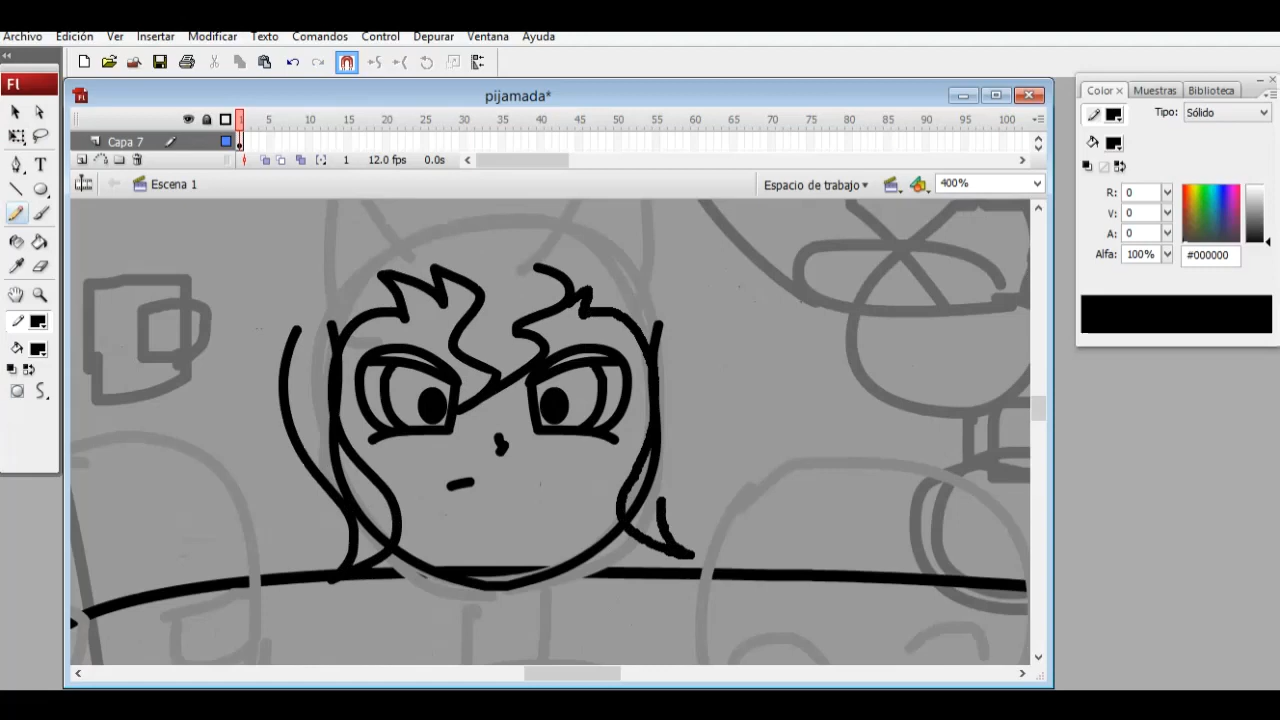 Archivo Edición Ver Insertar Modificar Texto Comandos Control Depurar Ventana Ayuda
Fl
pijamada*
Color Muestras Biblioteca
Tipo: Sólido
1 5 10 15 20 25 30 35 40 45 50 55 60 65 70 75 80 85 90 95 100
Capa 7
1 12.0 fps 0.0s
Escena 1
Espacio de trabajo 400%
R: 0
V: 0
A: 0
Alfa: 100% #000000